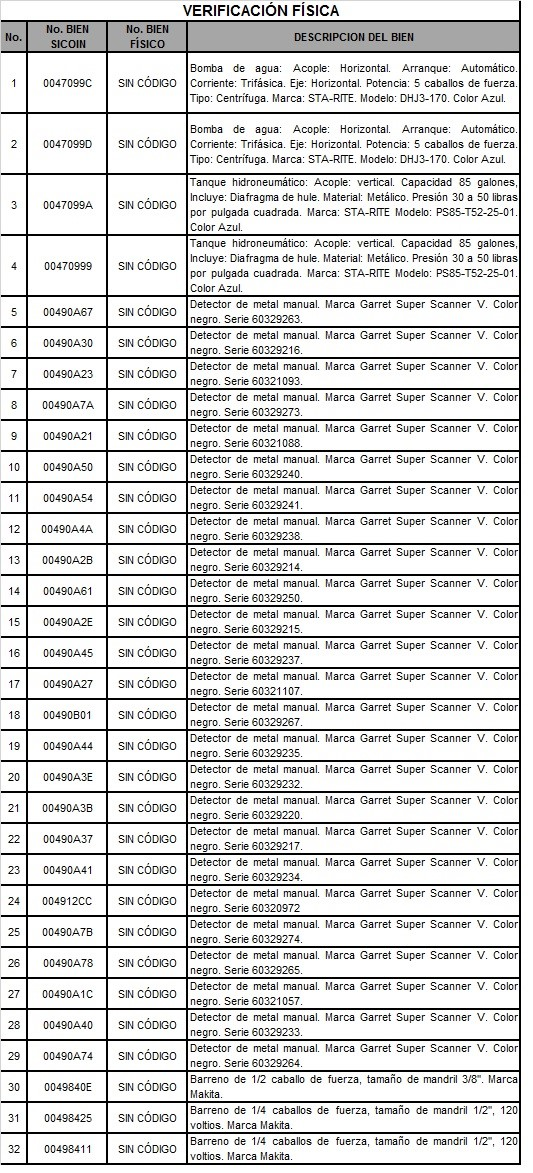 VERIFICACIÓN FÍSICA
No. No. BIEN SICOIN No. BIEN FÍSICO DESCRIPCION DEL BIEN
1 0047099C SIN CÓDIGO Bomba de agua: Acople: Horizontal. Arranque: Automático.
Corriente: Trifásica. Eje: Horizontal. Potencia: 5 caballos de fuerza.
Tipo: Centrífuga. Marca: STA-RITE. Modelo: DHJ3-170. Color Azul.
2 0047099D SIN CÓDIGO Bomba de agua: Acople: Horizontal. Arranque: Automático.
Corriente: Trifásica. Eje: Horizontal. Potencia: 5 caballos de fuerza.
Tipo: Centrífuga. Marca: STA-RITE. Modelo: DHJ3-170. Color Azul.
3 0047099A SIN CÓDIGO Tanque hidroneumático: Acople: vertical. Capacidad 85 galones,
Incluye: Diafragma de hule. Material: Metálico. Presión 30 a 50 libras
por pulgada cuadrada. Marca: STA-RITE Modelo: PS85-T52-25-01.
Color Azul.
4 00470999 SIN CÓDIGO Tanque hidroneumático: Acople: vertical. Capacidad 85 galones,
Incluye: Diafragma de hule. Material: Metálico. Presión 30 a 50 libras
por pulgada cuadrada. Marca: STA-RITE Modelo: PS85-T52-25-01.
Color Azul.
5 00490A67 SIN CÓDIGO Detector de metal manual. Marca Garret Super Scanner V. Color
negro. Serie 60329263.
6 00490A30 SIN CÓDIGO Detector de metal manual. Marca Garret Super Scanner V. Color
negro. Serie 60329216.
7 00490A23 SIN CÓDIGO Detector de metal manual. Marca Garret Super Scanner V. Color
negro. Serie 60321093.
8 00490A7A SIN CÓDIGO Detector de metal manual. Marca Garret Super Scanner V. Color
negro. Serie 60329273.
9 00490A21 SIN CÓDIGO Detector de metal manual. Marca Garret Super Scanner V. Color
negro. Serie 60321088.
10 00490A50 SIN CÓDIGO Detector de metal manual. Marca Garret Super Scanner V. Color
negro. Serie 60329240.
11 00490A54 SIN CÓDIGO Detector de metal manual. Marca Garret Super Scanner V. Color
negro. Serie 60329241.
12 00490A4A SIN CÓDIGO Detector de metal manual. Marca Garret Super Scanner V. Color
negro. Serie 60329238.
13 00490A2B SIN CÓDIGO Detector de metal manual. Marca Garret Super Scanner V. Color
negro. Serie 60329214.
14 00490A61 SIN CÓDIGO Detector de metal manual. Marca Garret Super Scanner V. Color
negro. Serie 60329250.
15 00490A2E SIN CÓDIGO Detector de metal manual. Marca Garret Super Scanner V. Color
negro. Serie 60329215.
16 00490A45 SIN CÓDIGO Detector de metal manual. Marca Garret Super Scanner V. Color
negro. Serie 60329237.
17 00490A27 SIN CÓDIGO Detector de metal manual. Marca Garret Super Scanner V. Color
negro. Serie 60321107.
18 00490B01 SIN CÓDIGO Detector de metal manual. Marca Garret Super Scanner V. Color
negro. Serie 60329267.
19 00490A44 SIN CÓDIGO Detector de metal manual. Marca Garret Super Scanner V. Color
negro. Serie 60329235.
20 00490A3E SIN CÓDIGO Detector de metal manual. Marca Garret Super Scanner V. Color
negro. Serie 60329232.
21 00490A3B SIN CÓDIGO Detector de metal manual. Marca Garret Super Scanner V. Color
negro. Serie 60329220.
22 00490A37 SIN CÓDIGO Detector de metal manual. Marca Garret Super Scanner V. Color
negro. Serie 60329217.
23 00490A41 SIN CÓDIGO Detector de metal manual. Marca Garret Super Scanner V. Color
negro. Serie 60329234.
24 004912CC SIN CÓDIGO Detector de metal manual. Marca Garret Super Scanner V. Color
negro. Serie 60320972
25 00490A7B SIN CÓDIGO Detector de metal manual. Marca Garret Super Scanner V. Color
negro. Serie 60329274.
26 00490A78 SIN CÓDIGO Detector de metal manual. Marca Garret Super Scanner V. Color
negro. Serie 60329265.
27 00490A1C SIN CÓDIGO Detector de metal manual. Marca Garret Super Scanner V. Color
negro. Serie 60321057.
28 00490A40 SIN CÓDIGO Detector de metal manual. Marca Garret Super Scanner V. Color
negro. Serie 60329233.
29 00490A74 SIN CÓDIGO Detector de metal manual. Marca Garret Super Scanner V. Color
negro. Serie 60329264.
30 0049840E SIN CÓDIGO Barreno de 1/2 caballo de fuerza, tamaño de mandril 3/8". Marca
Makita.
31 00498425 SIN CÓDIGO Barreno de 1/4 caballos de fuerza, tamaño de mandril 1/2", 120
voltios. Marca Makita.
32 00498411 SIN CÓDIGO Barreno de 1/4 caballos de fuerza, tamaño de mandril 1/2", 120
voltios. Marca Makita.